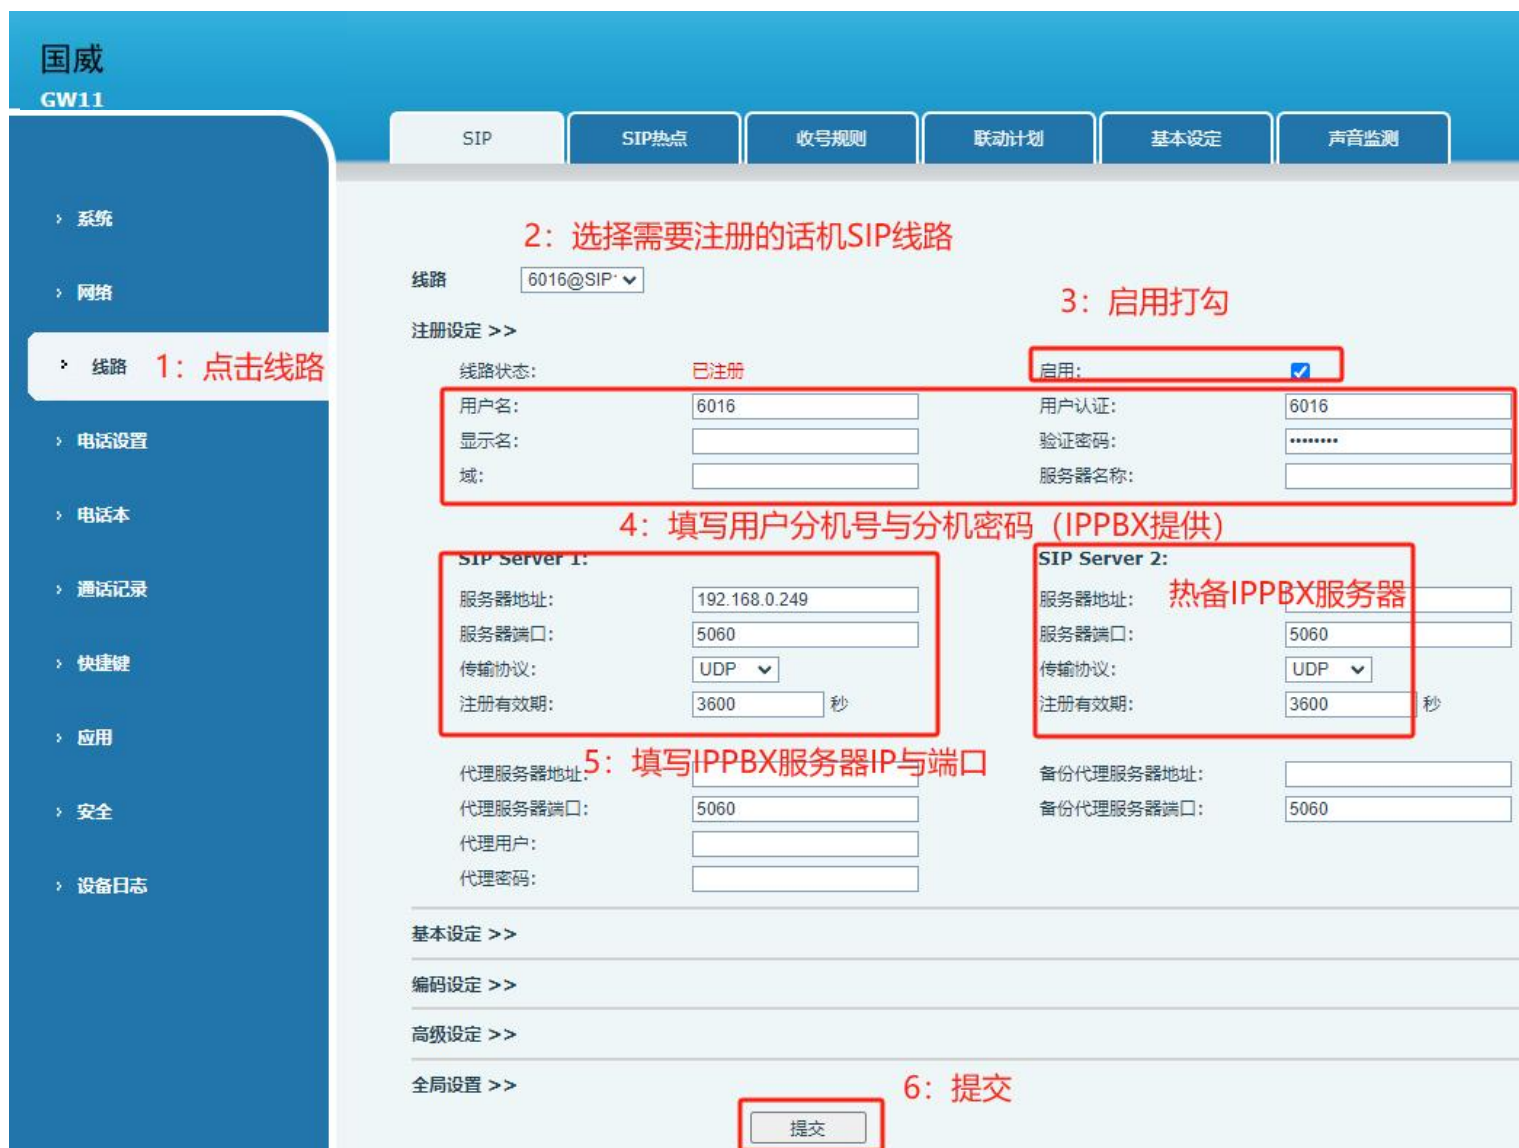 国威
GW11
SIP
SIP热点
收号规则
联动计划
基本设定
声音监测
系统
网络
线路
电话设置
电话本
通话记录
快捷键
应用
安全
设备日志
1：点击线路
2：选择需要注册的话机SIP线路
线路 6016@SIP
3：启用打勾
注册设定 >>
线路状态: 已注册 启用:
用户名: 6016 用户认证: 6016
显示名: 验证密码: ••••••••
域: 服务器名称:
4：填写用户分机号与分机密码（IPPBX提供）
SIP Server 1: SIP Server 2:
热备IPPBX服务器
服务器地址: 192.168.0.249 服务器地址:
服务器端口: 5060 服务器端口: 5060
传输协议: UDP 传输协议: UDP
注册有效期: 3600 秒 注册有效期: 3600 秒
5：填写IPPBX服务器IP与端口
代理服务器地址: 备份代理服务器地址:
代理服务器端口: 5060 备份代理服务器端口: 5060
代理用户:
代理密码:
基本设定 >>
编码设定 >>
高级设定 >>
全局设置 >>
6：提交
提交